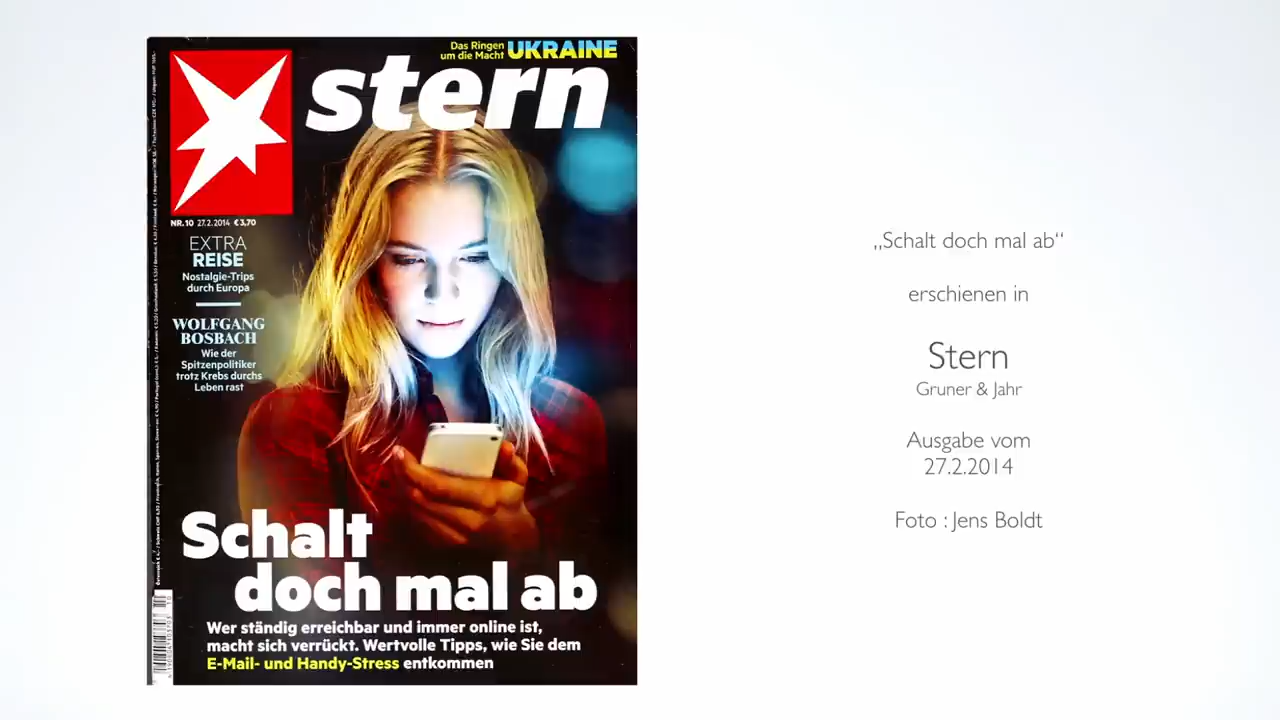 Das Ringen
um die Macht UKRAINE
stern
NR.10 27.2.2014 €3,70
EXTRA
REISE
Nostalgie-Trips
durch Europa
WOLFGANG
BOSBACH
Wie der
Spitzenpolitiker
trotz Krebs durchs
Leben rast
Schalt
doch mal ab
Wer ständig erreichbar und immer online ist,
macht sich verrückt. Wertvolle Tipps, wie Sie dem
E-Mail- und Handy-Stress entkommen
„Schalt doch mal ab“
erschienen in
Stern
Gruner & Jahr
Ausgabe vom
27.2.2014
Foto : Jens Boldt